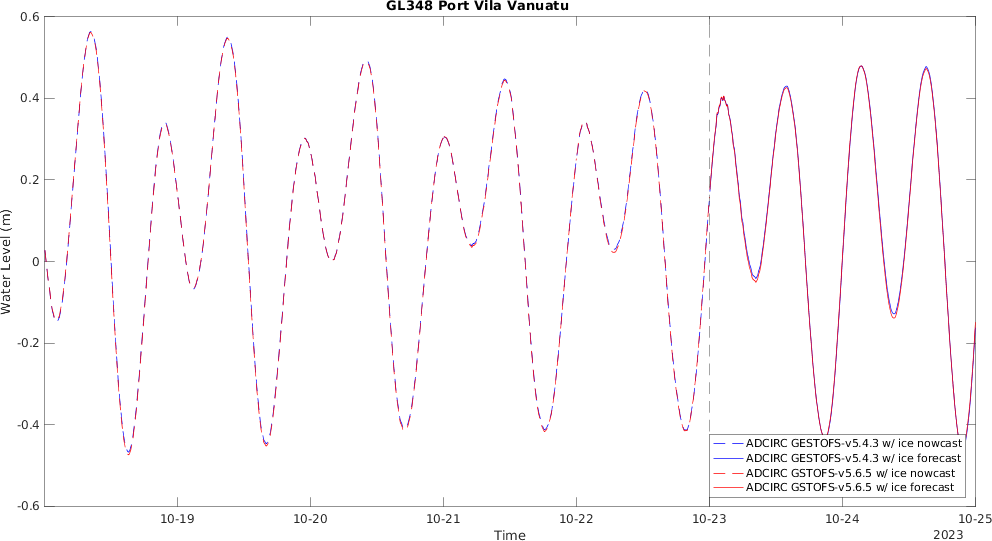 GL348 Port Vila Vanuatu
0.6
0.4
0.2
0
-0.2
-0.4
-0.6
Water Level (m)
ADCIRC GESTOFS-v5.4.3 w/ ice nowcast
ADCIRC GESTOFS-v5.4.3 w/ ice forecast
ADCIRC GSTOFS-v5.6.5 w/ ice nowcast
ADCIRC GSTOFS-v5.6.5 w/ ice forecast
10-19 10-20 10-21 10-22 10-23 10-24 10-25
Time
2023